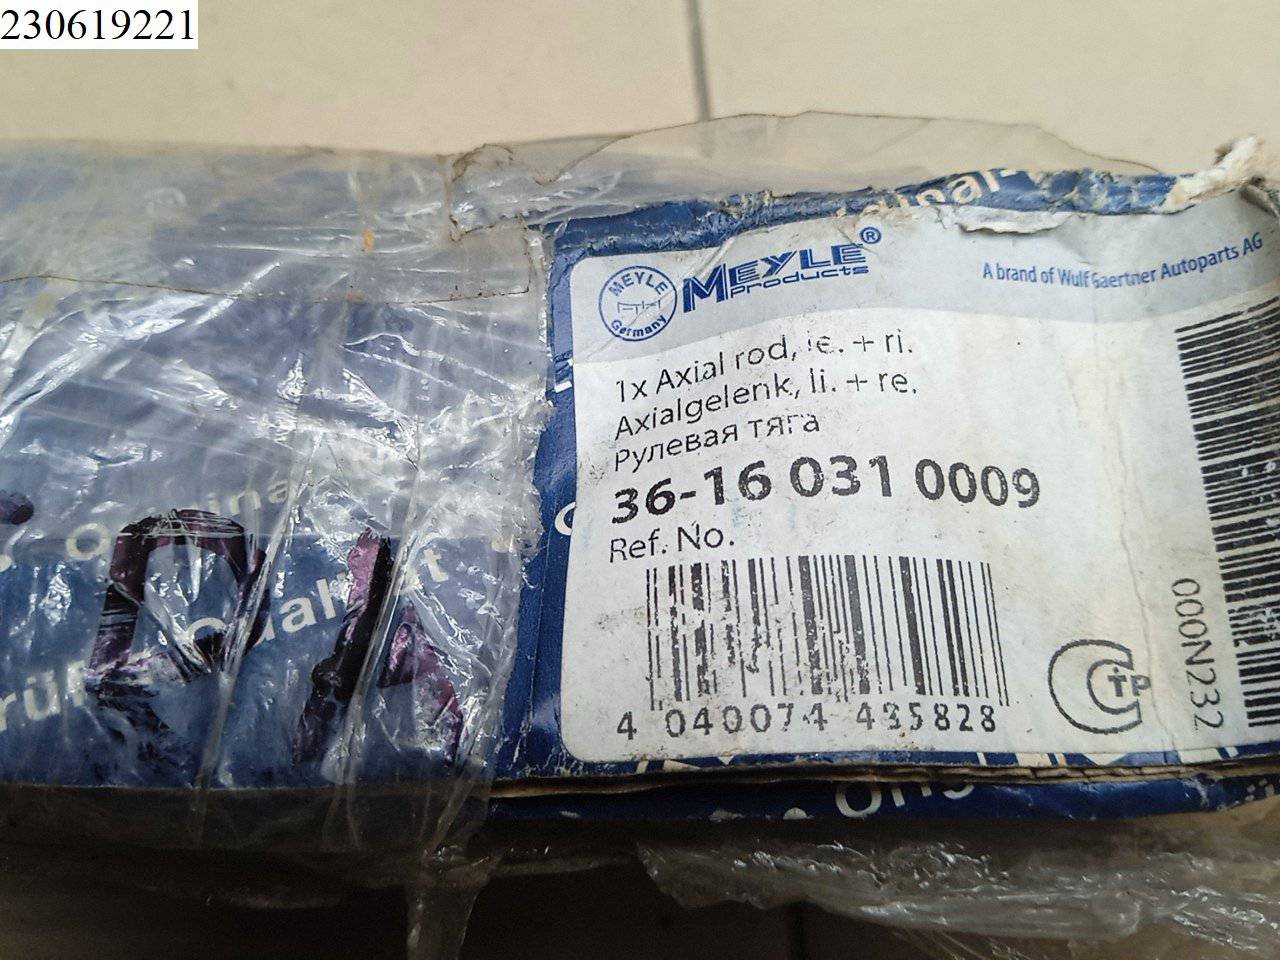 230619221
MEYLE
Germany
MEYLE®
Products
A brand of Wulf Gaertner Autoparts AG
1x Axial rod, le. + ri.
Axialgelenk, li. + re.
Рулевая тяга
36-16 031 0009
Ref. No.
4 040074 435828
СТР
000N232